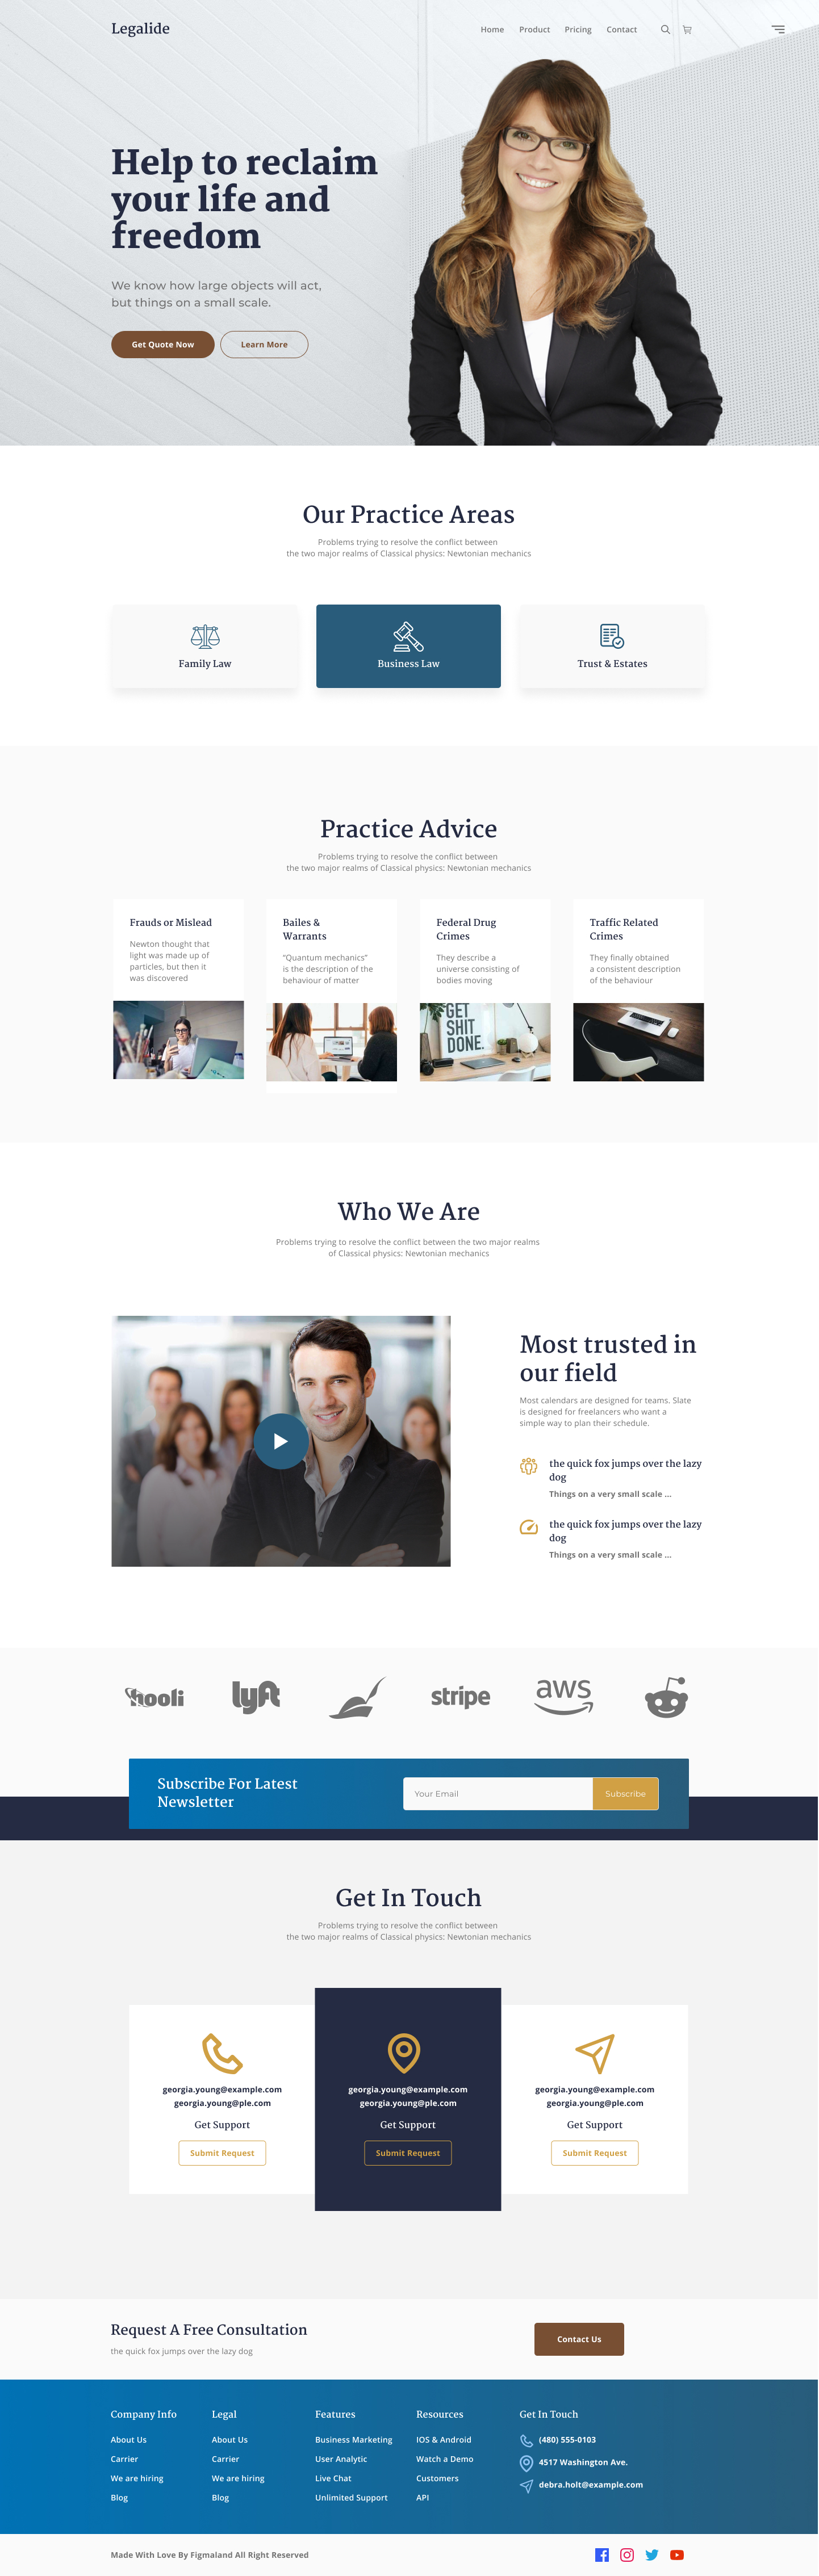 Legalide
Home Product Pricing Contact
Help to reclaim
your life and
freedom
We know how large objects will act,
but things on a small scale.
Get Quote Now
Learn More
Our Practice Areas
Problems trying to resolve the conflict between
the two major realms of Classical physics: Newtonian mechanics
Family Law
Business Law
Trust & Estates
Practice Advice
Problems trying to resolve the conflict between
the two major realms of Classical physics: Newtonian mechanics
Frauds or Mislead
Newton thought that
light was made up of
particles, but then it
was discovered
Bailes &
Warrants
“Quantum mechanics”
is the description of the
behaviour of matter
Federal Drug
Crimes
They describe a
universe consisting of
bodies moving
GET
SHIT
DONE.
Traffic Related
Crimes
They finally obtained
a consistent description
of the behaviour
Who We Are
Problems trying to resolve the conflict between the two major realms
of Classical physics: Newtonian mechanics
Most trusted in
our field
Most calendars are designed for teams. Slate
is designed for freelancers who want a
simple way to plan their schedule.
the quick fox jumps over the lazy
dog
Things on a very small scale ...
the quick fox jumps over the lazy
dog
Things on a very small scale ...
hooli
lyft
stripe
aws
Subscribe For Latest
Newsletter
Your Email
Subscribe
Get In Touch
Problems trying to resolve the conflict between
the two major realms of Classical physics: Newtonian mechanics
georgia.young@example.com
georgia.young@ple.com
Get Support
Submit Request
georgia.young@example.com
georgia.young@ple.com
Get Support
Submit Request
georgia.young@example.com
georgia.young@ple.com
Get Support
Submit Request
Request A Free Consultation
the quick fox jumps over the lazy dog
Contact Us
Company Info
About Us
Carrier
We are hiring
Blog
Legal
About Us
Carrier
We are hiring
Blog
Features
Business Marketing
User Analytic
Live Chat
Unlimited Support
Resources
IOS & Android
Watch a Demo
Customers
API
Get In Touch
(480) 555-0103
4517 Washington Ave.
debra.holt@example.com
Made With Love By Figmaland All Right Reserved